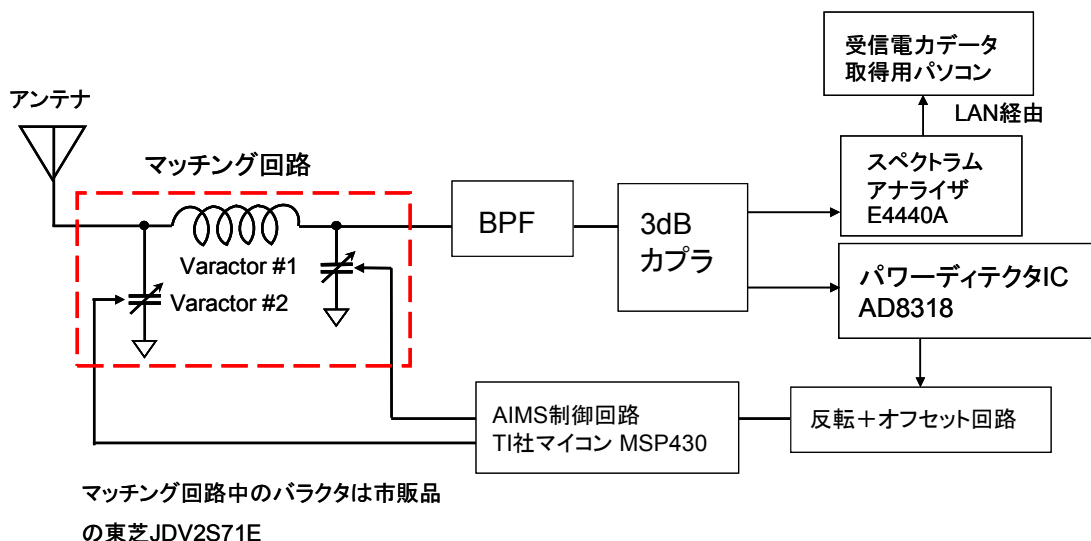 受信電力データ
取得用パソコン
アンテナ
LAN経由
マッチング回路
スペクトラム
アナライザ
E4440A
BPF
3dB
カプラ
Varactor #1
Varactor #2
パワーディテクタIC
AD8318
AIMS制御回路
TI社マイコン MSP430
反転＋オフセット回路
マッチング回路中のバラクタは市販品
の東芝JDV2S71E